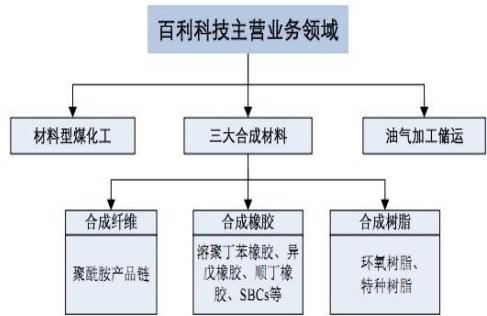 百利科技主营业务领域
材料型煤化工
三大合成材料
油气加工储运
合成纤维
聚酰胺产品链
合成橡胶
溶聚丁苯橡胶、异
戊橡胶、顺丁橡
胶、SBCs等
合成树脂
环氧树脂、
特种树脂